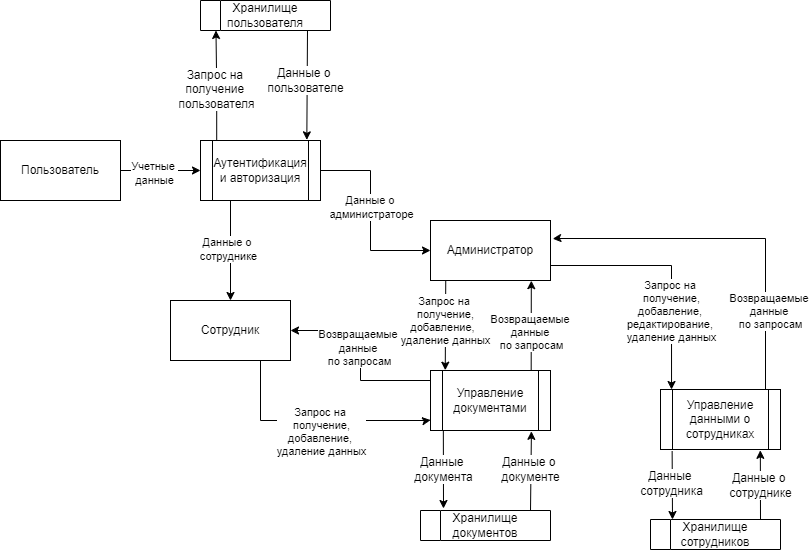 Хранилище
пользователя
Запрос на
получение
пользователя
Данные о
пользователе
Пользователь
Учетные
данные
Аутентификация
и авторизация
Данные о
администраторе
Данные о
сотруднике
Администратор
Сотрудник
Запрос на
получение,
добавление,
удаление данных
Возвращаемые
данные
по запросам
Возвращаемые
данные
по запросам
Запрос на
получение,
добавление,
редактирование,
удаление данных
Возвращаемые
данные
по запросам
Управление
документами
Запрос на
получение,
добавление,
удаление данных
Управление
данными о
сотрудниках
Данные
документа
Данные о
документе
Данные
сотрудника
Данные о
сотруднике
Хранилище
документов
Хранилище
сотрудников